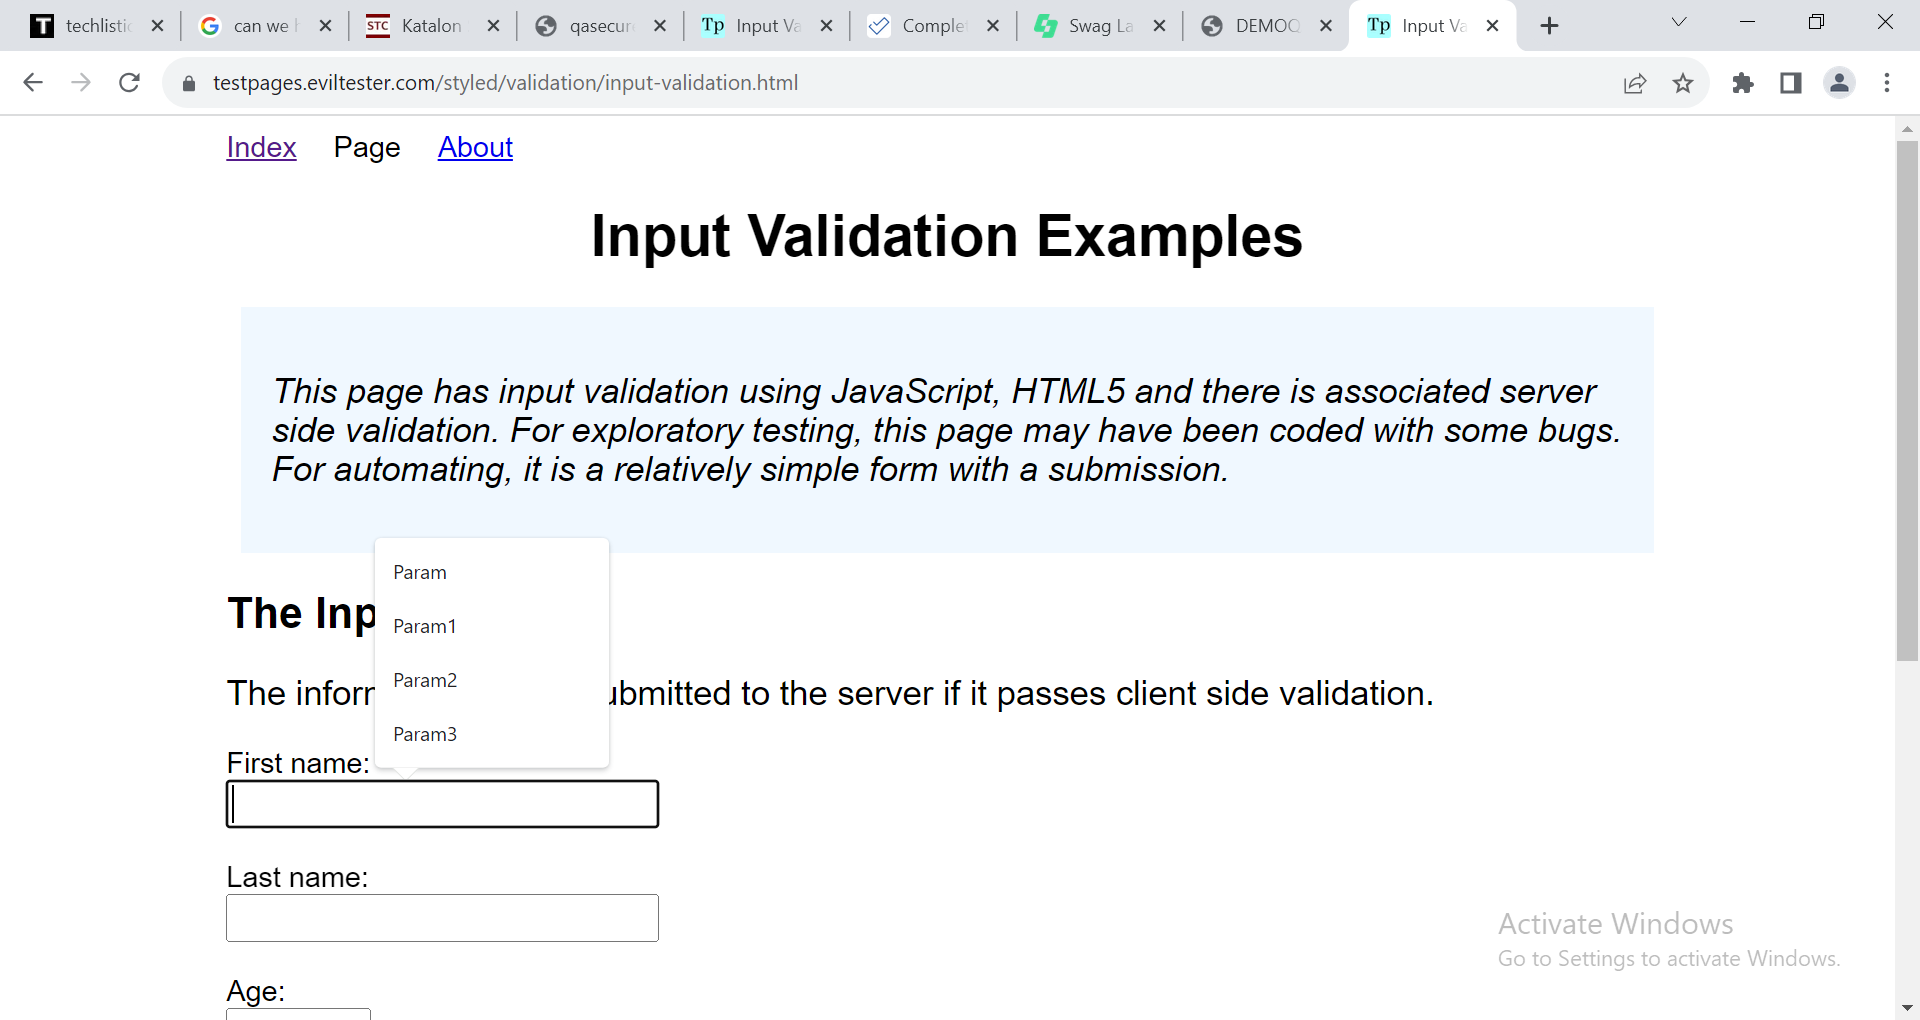 techlistic
can we h
STC
Katalon
qasecure
Tp
Input Va
Complet
Swag La
DEMOQ
Tp
Input Va
testpages.eviltester.com/styled/validation/input-validation.html
Index Page About
Input Validation Examples
This page has input validation using JavaScript, HTML5 and there is associated server
side validation. For exploratory testing, this page may have been coded with some bugs.
For automating, it is a relatively simple form with a submission.
The Inp
Param
Param1
Param2
Param3
The inforr
ubmitted to the server if it passes client side validation.
First name:
Last name:
Age:
Activate Windows
Go to Settings to activate Windows.